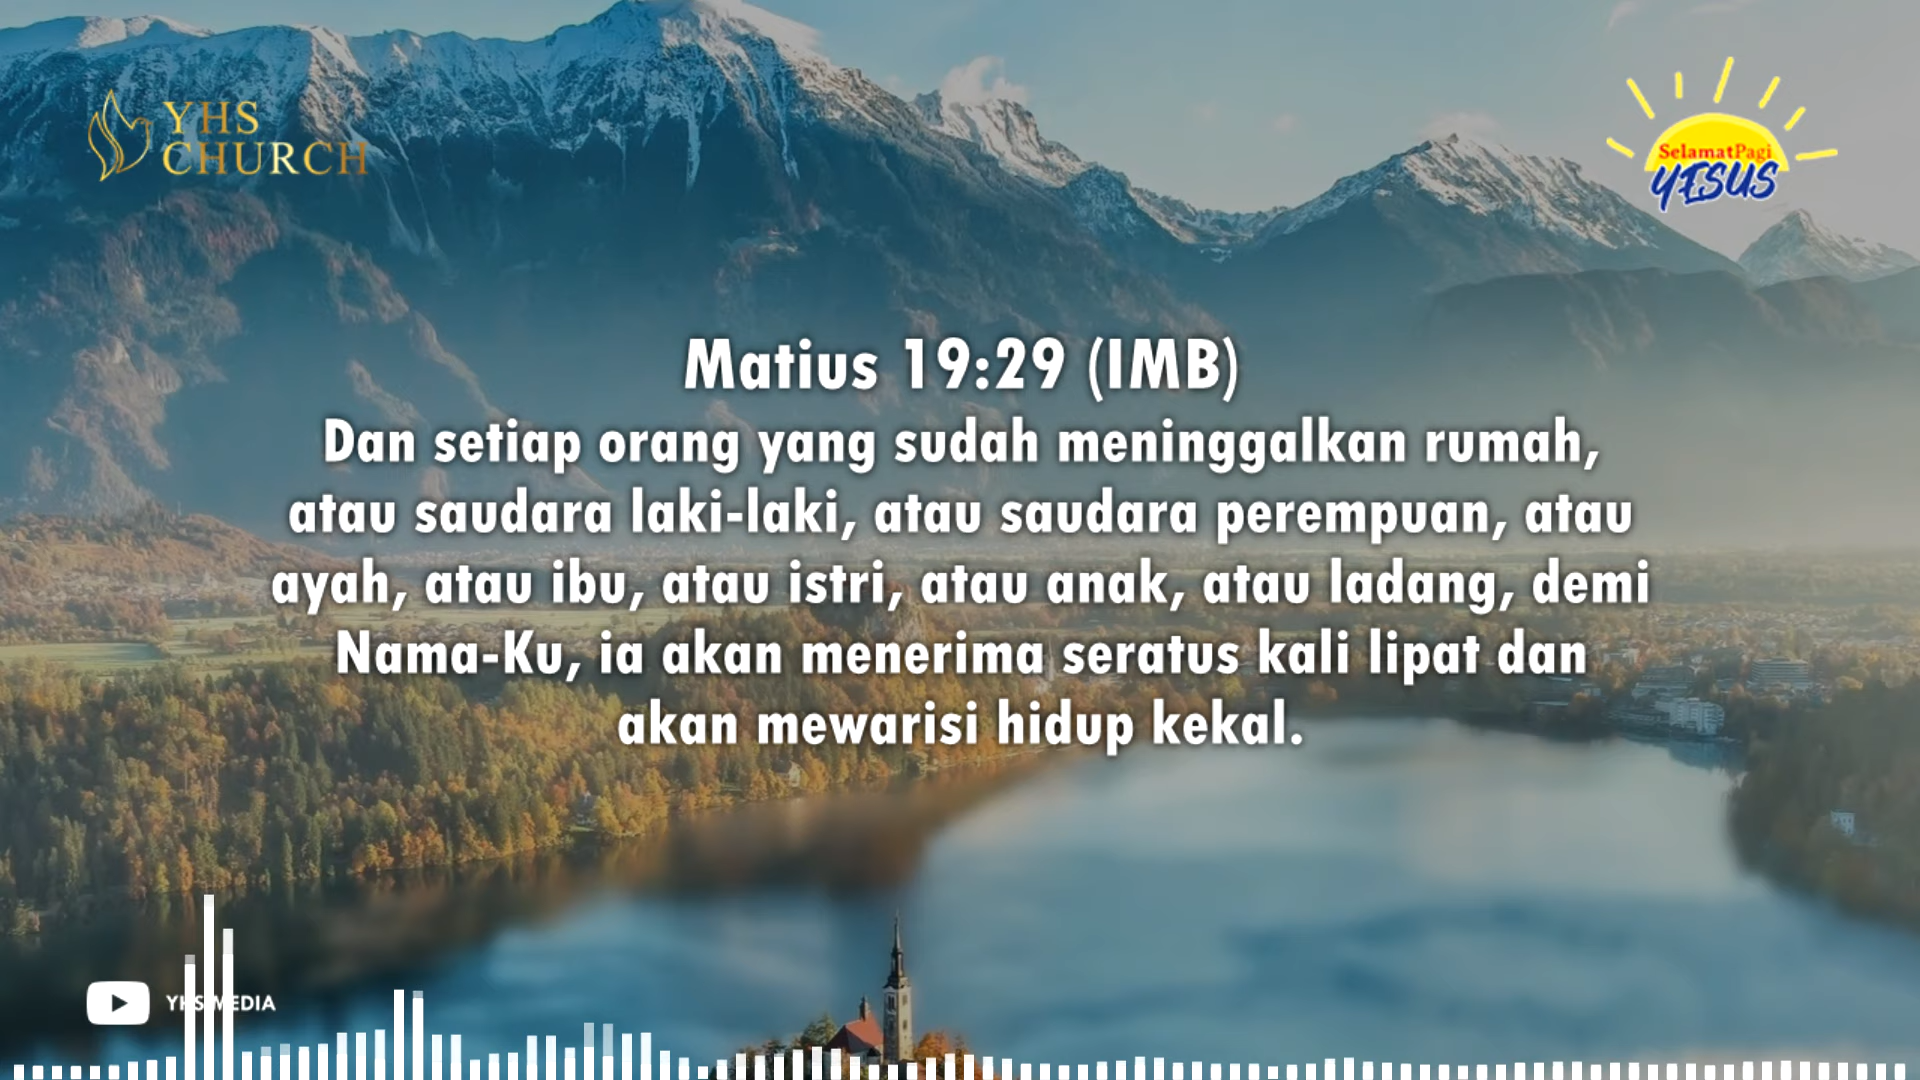 YHS
CHURCH
SelamatPagi
YESUS
Matius 19:29 (IMB)
Dan setiap orang yang sudah meninggalkan rumah,
atau saudara laki-laki, atau saudara perempuan, atau
ayah, atau ibu, atau istri, atau anak, atau ladang, demi
Nama-Ku, ia akan menerima seratus kali lipat dan
akan mewarisi hidup kekal.
YHS MEDIA